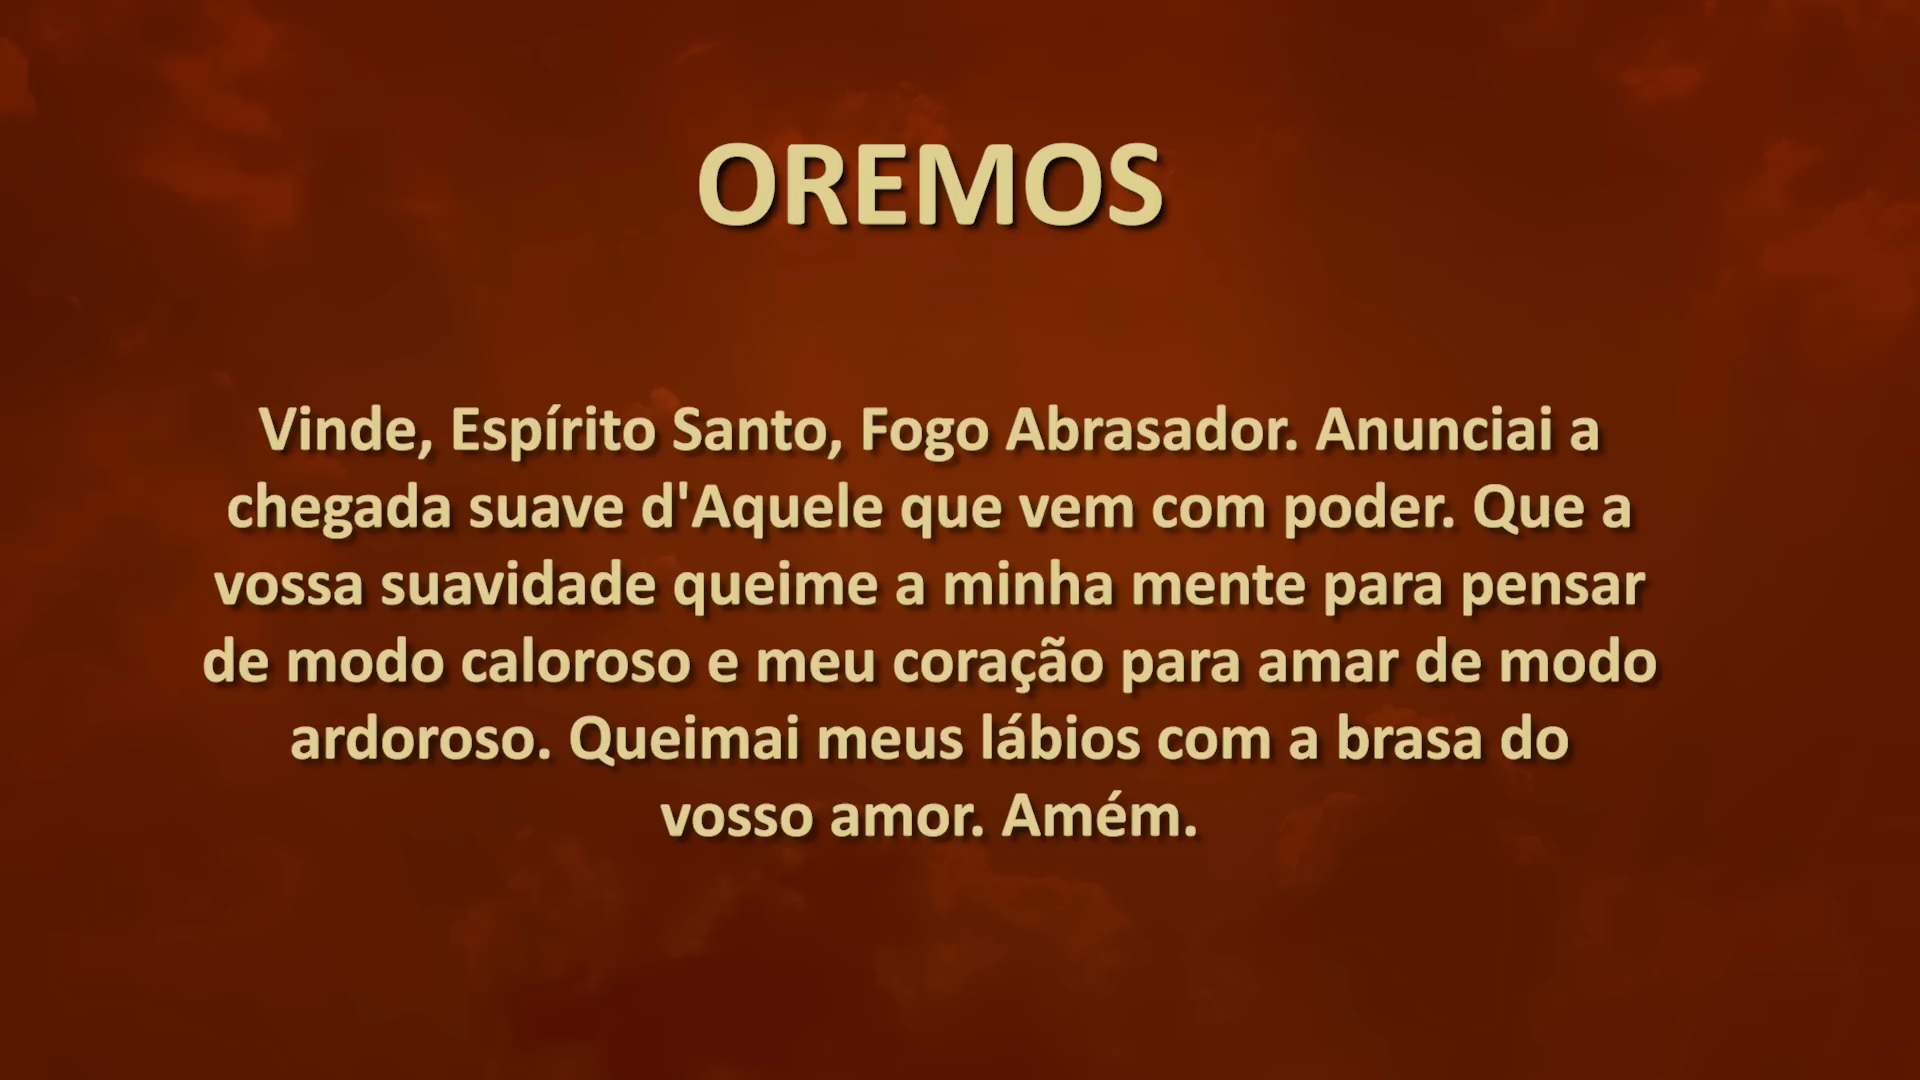 OREMOS
Vinde, Espírito Santo, Fogo Abrasador. Anunciai a
chegada suave d'Aquele que vem com poder. Que a
vossa suavidade queime a minha mente para pensar
de modo caloroso e meu coração para amar de modo
ardoroso. Queimai meus lábios com a brasa do
vosso amor. Amém.